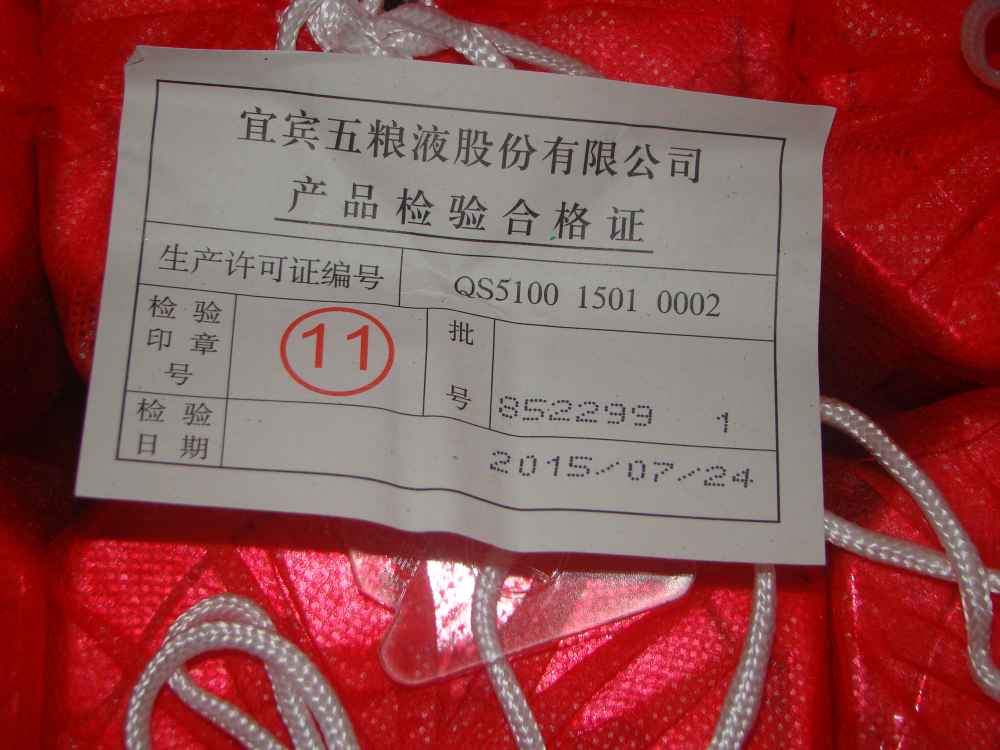 宜宾五粮液股份有限公司
产品检验合格证
生产许可证编号 QS5100 1501 0002
检验印章号 11 批号 852299 1
检验日期 2015/07/24